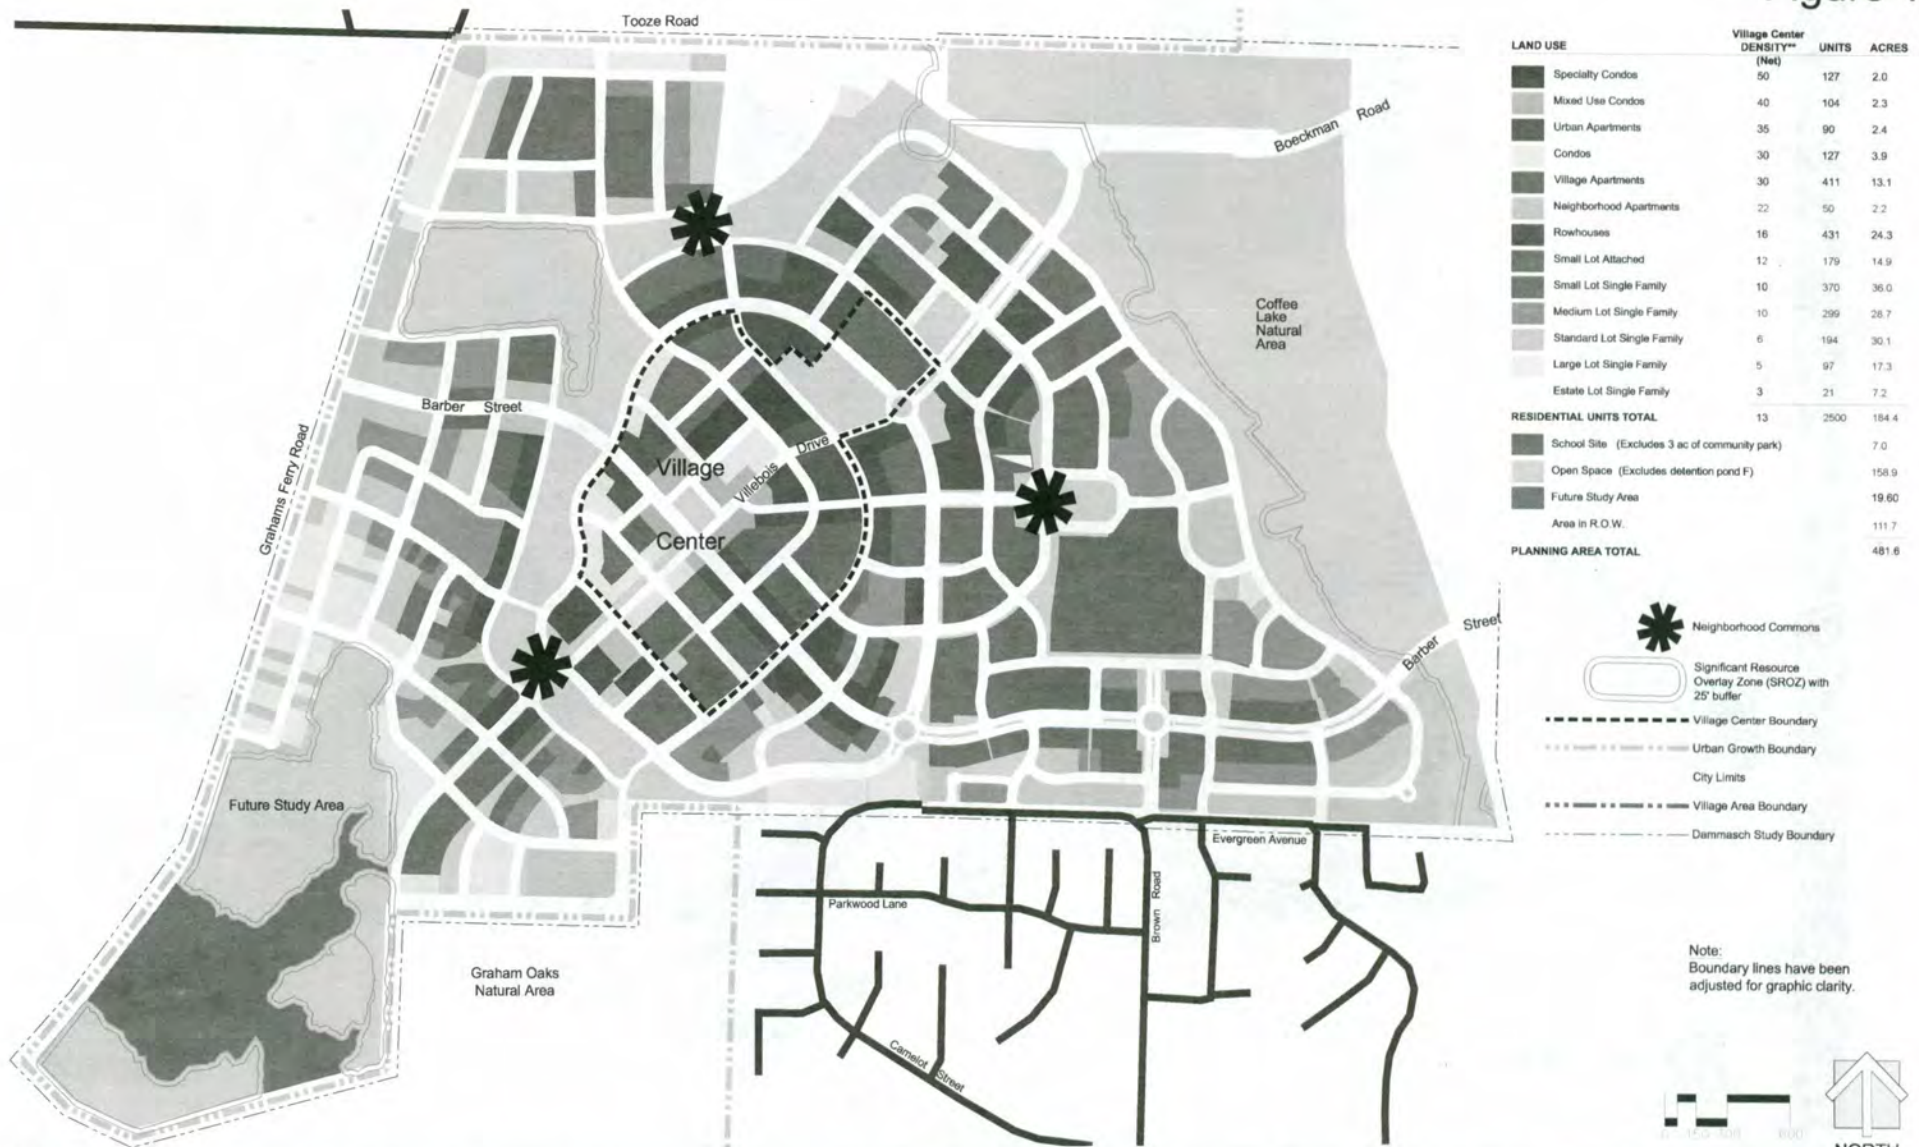 Tooze Road
Boeckman Road
Coffee
Lake
Natural
Area
Barber Street
Grahams Ferry Road
Village
Villebois Drive
Center
Barber Street
Future Study Area
Evergreen Avenue
Parkwood Lane
Brown Road
Camelot Street
Graham Oaks
Natural Area
LAND USE Village Center DENSITY** (Net) UNITS ACRES
Specialty Condos 50 127 2.0
Mixed Use Condos 40 104 2.3
Urban Apartments 35 90 2.4
Condos 30 127 3.9
Village Apartments 30 411 13.1
Neighborhood Apartments 22 50 2.2
Rowhouses 16 431 24.3
Small Lot Attached 12 179 14.9
Small Lot Single Family 10 370 36.0
Medium Lot Single Family 10 299 28.7
Standard Lot Single Family 6 194 30.1
Large Lot Single Family 5 97 17.3
Estate Lot Single Family 3 21 7.2
RESIDENTIAL UNITS TOTAL 13 2500 184.4
School Site (Excludes 3 ac of community park) 7.0
Open Space (Excludes detention pond F) 158.9
Future Study Area 19.60
Area in R.O.W. 111.7
PLANNING AREA TOTAL 481.6
Neighborhood Commons
Significant Resource
Overlay Zone (SROZ) with
25' buffer
Village Center Boundary
Urban Growth Boundary
City Limits
Village Area Boundary
Dammasch Study Boundary
Note:
Boundary lines have been
adjusted for graphic clarity.